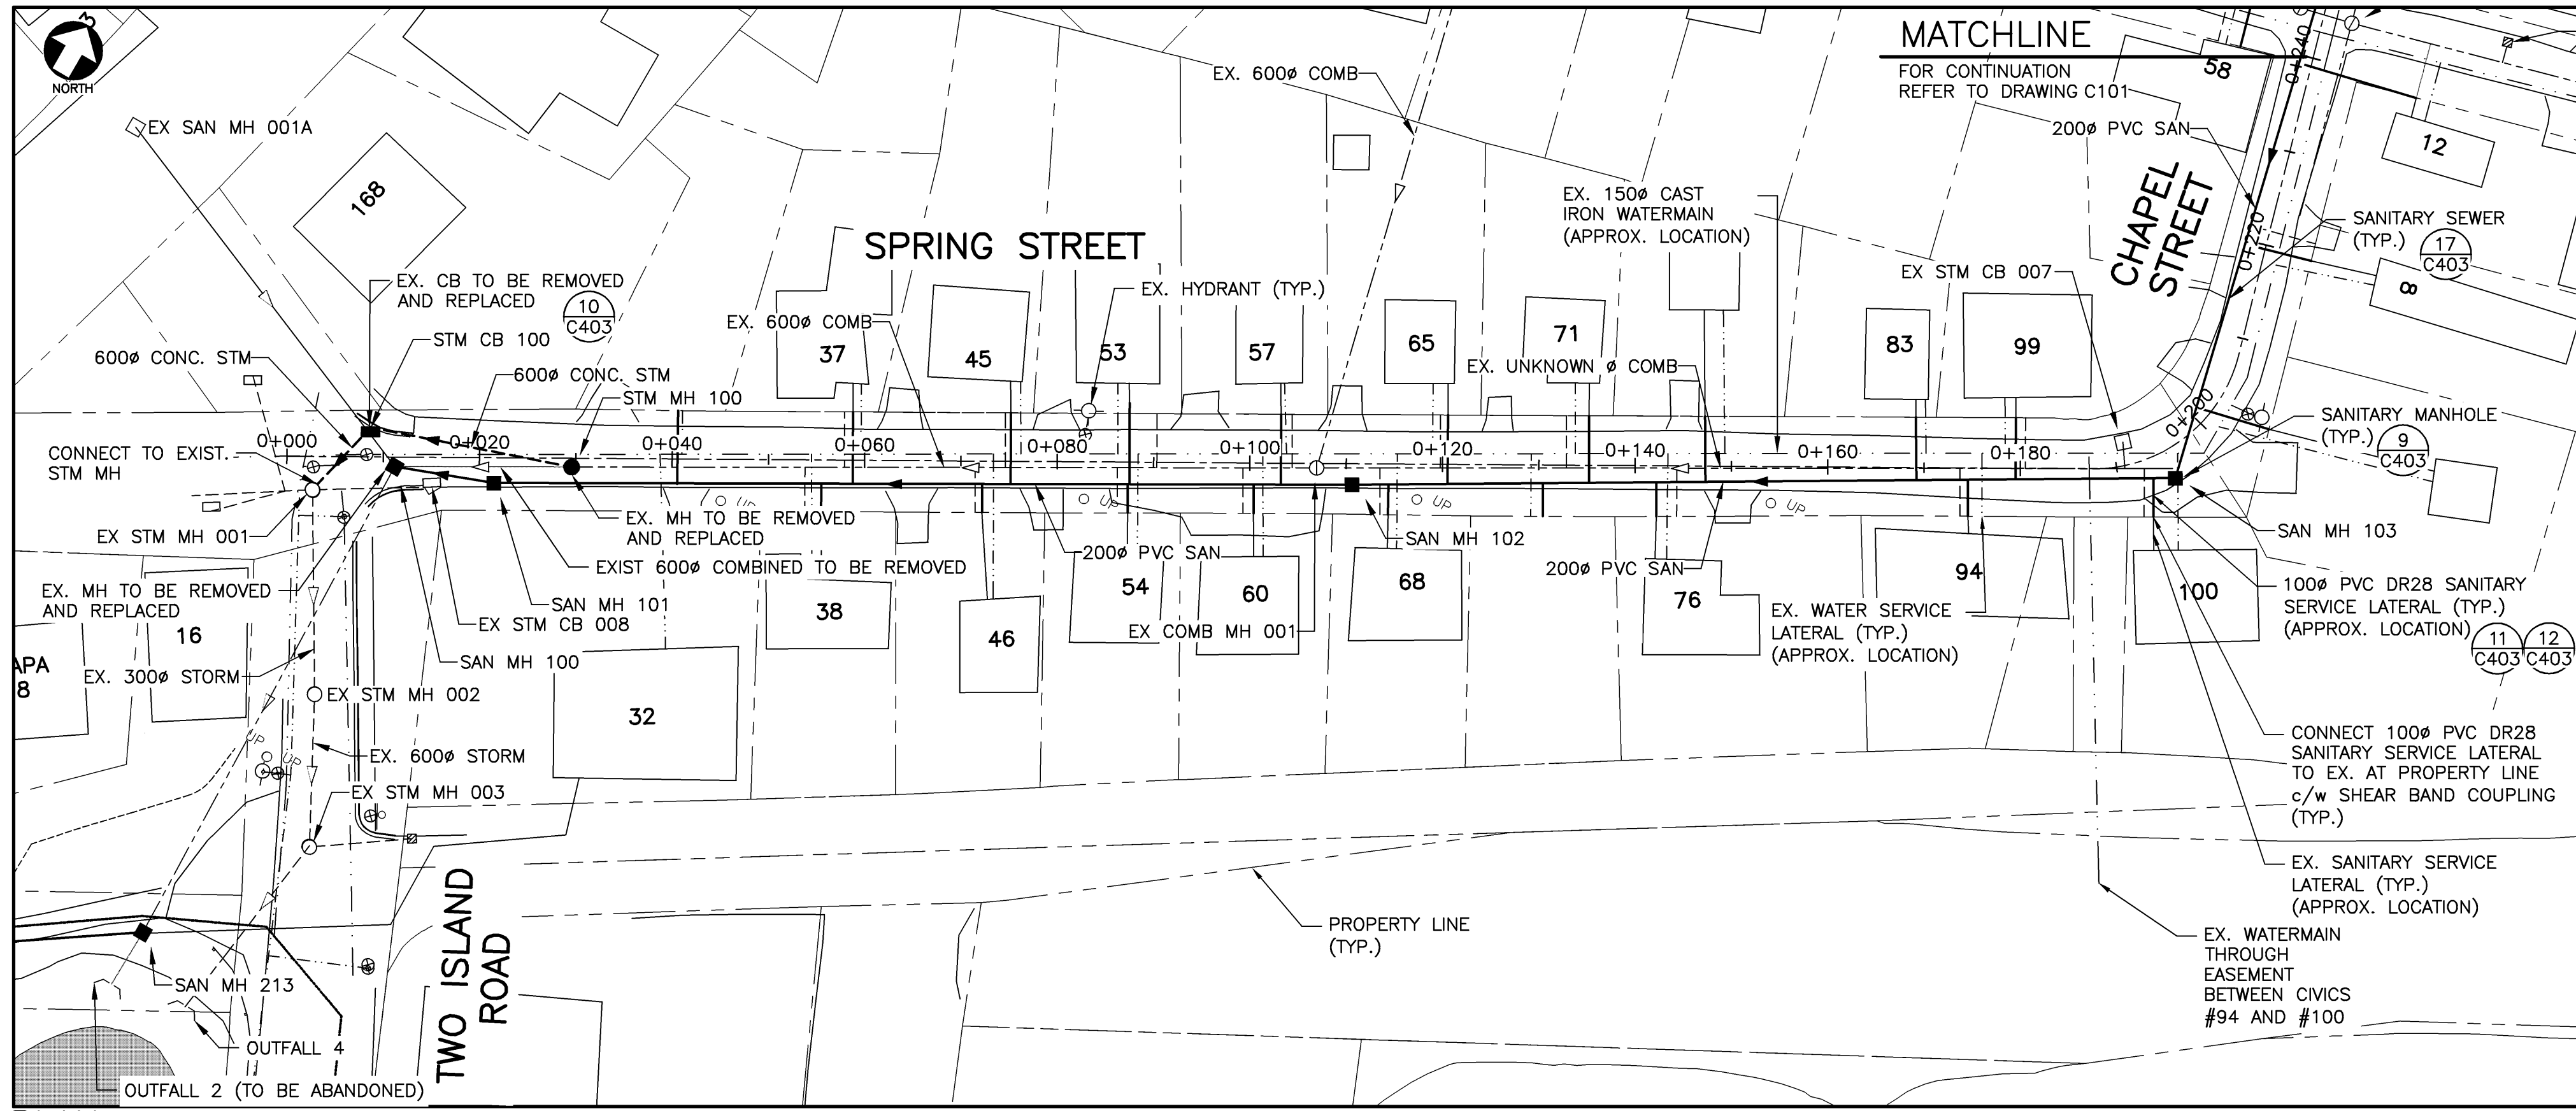 NORTH
3
MATCHLINE
FOR CONTINUATION
REFER TO DRAWING C101
58
0+240
EX. 600ø COMB
EX SAN MH 001A
200ø PVC SAN
12
168
CHAPEL
STREET
EX. 150ø CAST
IRON WATERMAIN
(APPROX. LOCATION)
SANITARY SEWER
(TYP.)
17
C403
0+220
SPRING STREET
EX. CB TO BE REMOVED
AND REPLACED
10
C403
EX. HYDRANT (TYP.)
EX STM CB 007
8
EX. 600ø COMB
STM CB 100
600ø CONC. STM
600ø CONC. STM
STM MH 100
37
45
53
57
65
71
83
99
EX. UNKNOWN ø COMB
0+200
SANITARY MANHOLE
(TYP.)
9
C403
CONNECT TO EXIST.
STM MH
0+000
0+020
0+040
0+060
0+080
0+100
0+120
0+140
0+160
0+180
UP
UP
UP
UP
EX STM MH 001
EX. MH TO BE REMOVED
AND REPLACED
EXIST 600ø COMBINED TO BE REMOVED
200ø PVC SAN
SAN MH 102
200ø PVC SAN
SAN MH 103
EX. MH TO BE REMOVED
AND REPLACED
SAN MH 101
EX STM CB 008
SAN MH 100
16
APA
8
38
46
54
60
68
76
94
100
EX COMB MH 001
EX. WATER SERVICE
LATERAL (TYP.)
(APPROX. LOCATION)
100ø PVC DR28 SANITARY
SERVICE LATERAL (TYP.)
(APPROX. LOCATION)
11
C403
12
C403
EX. 300ø STORM
EX STM MH 002
32
UP
UP
EX. 600ø STORM
EX STM MH 003
CONNECT 100ø PVC DR28
SANITARY SERVICE LATERAL
TO EX. AT PROPERTY LINE
c/w SHEAR BAND COUPLING
(TYP.)
EX. SANITARY SERVICE
LATERAL (TYP.)
(APPROX. LOCATION)
PROPERTY LINE
(TYP.)
EX. WATERMAIN
THROUGH
EASEMENT
BETWEEN CIVICS
#94 AND #100
TWO ISLAND
ROAD
SAN MH 213
OUTFALL 4
OUTFALL 2 (TO BE ABANDONED)